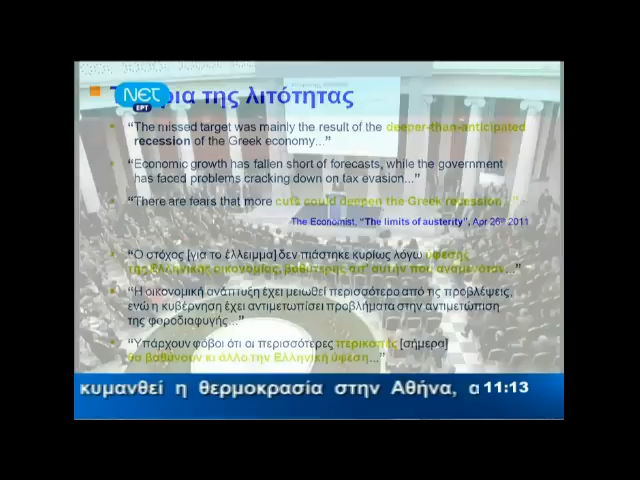 NET
ΕΡΤ
όρια της λιτότητας
“The missed target was mainly the result of the deeper-than-anticipated
recession of the Greek economy...”
“Economic growth has fallen short of forecasts, while the government
has faced problems cracking down on tax evasion...”
“There are fears that more cuts could deepen the Greek recession...”
The Economist, “The limits of austerity”, Apr 26th 2011
“Ο στόχος [για το έλλειμμα] δεν πιάστηκε κυρίως λόγω ύφεσης
της Ελληνικής οικονομίας, βαθύτερης απ’ αυτήν που αναμενόταν...”
“Η οικονομική ανάπτυξη έχει μειωθεί περισσότερο από τις προβλέψεις,
ενώ η κυβέρνηση έχει αντιμετωπίσει προβλήματα στην αντιμετώπιση
της φοροδιαφυγής...”
“Υπάρχουν φόβοι ότι οι περισσότερες περικοπές [σήμερα]
θα βαθύνουν κι άλλο την Ελληνική ύφεση...”
κυμανθεί η θερμοκρασία στην Αθήνα, α 11:13